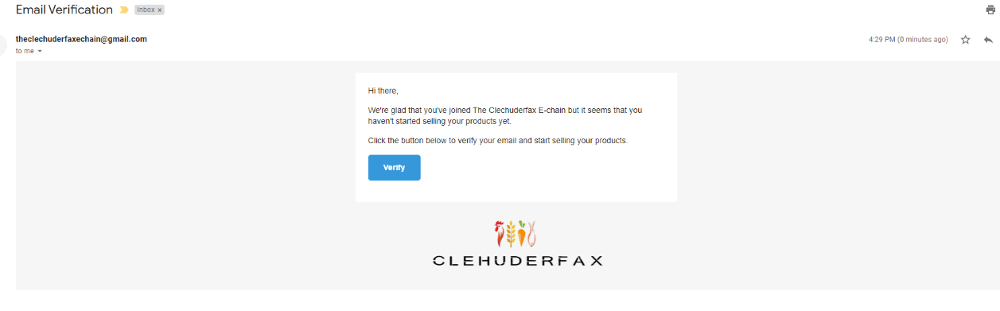 Email Verification Inbox x
theclechuderfaxechain@gmail.com 4:29 PM (0 minutes ago)
to me
Hi there,
We're glad that you've joined The Clechuderfax E-chain but it seems that you
haven't started selling your products yet.
Click the button below to verify your email and start selling your products.
Verify
CLEHUDERFAX